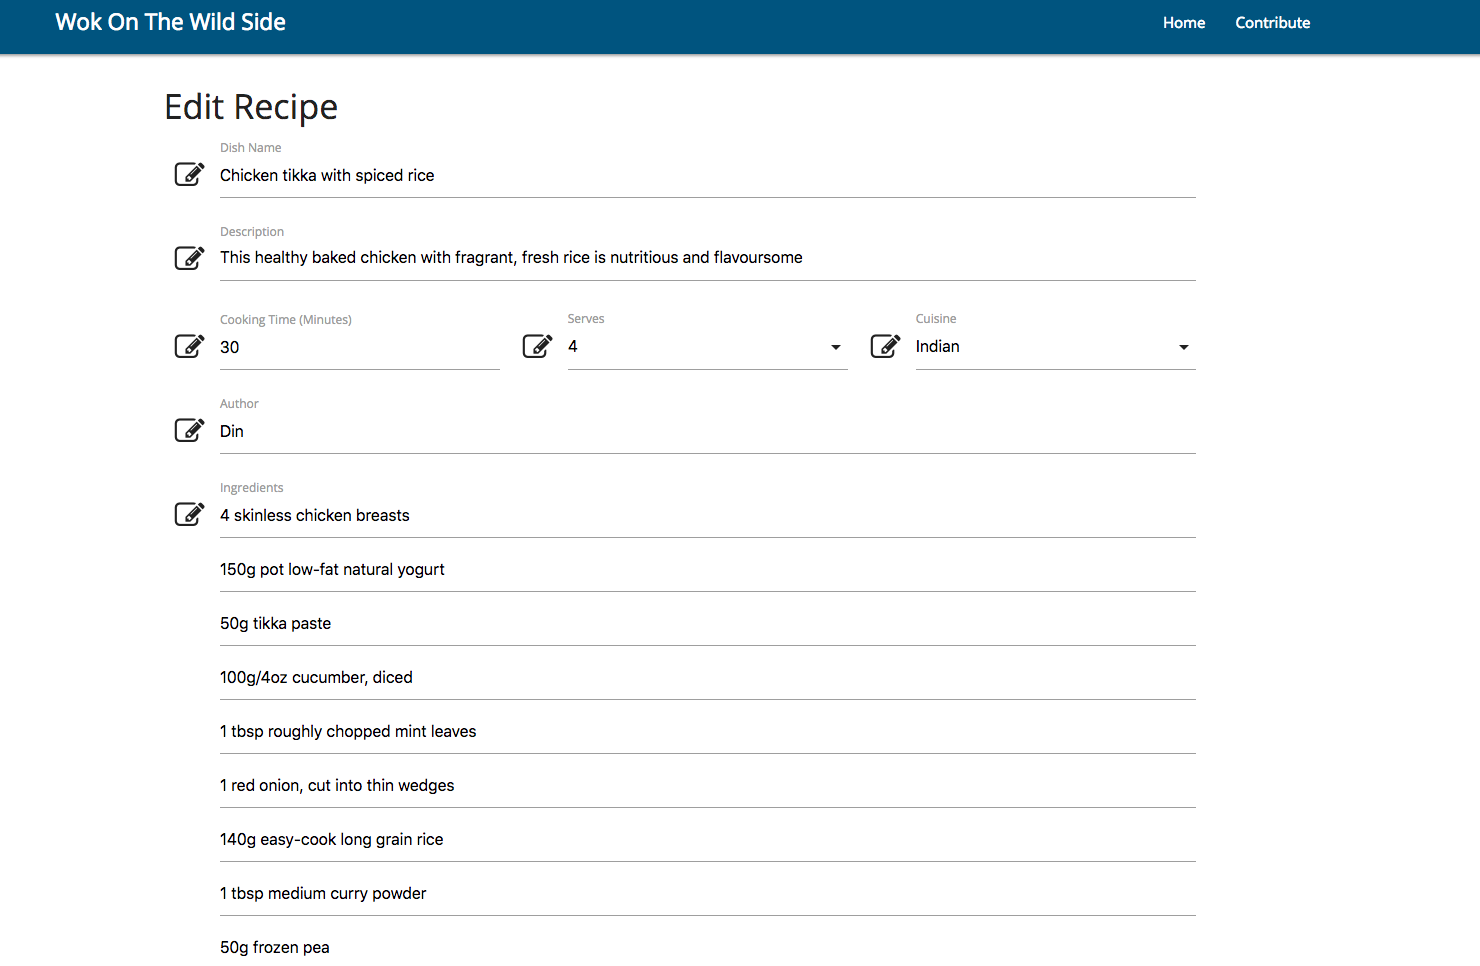 Wok On The Wild Side
Home Contribute
Edit Recipe
Dish Name
Chicken tikka with spiced rice
Description
This healthy baked chicken with fragrant, fresh rice is nutritious and flavoursome
Cooking Time (Minutes) Serves Cuisine
30 4 Indian
Author
Din
Ingredients
4 skinless chicken breasts
150g pot low-fat natural yogurt
50g tikka paste
100g/4oz cucumber, diced
1 tbsp roughly chopped mint leaves
1 red onion, cut into thin wedges
140g easy-cook long grain rice
1 tbsp medium curry powder
50g frozen pea